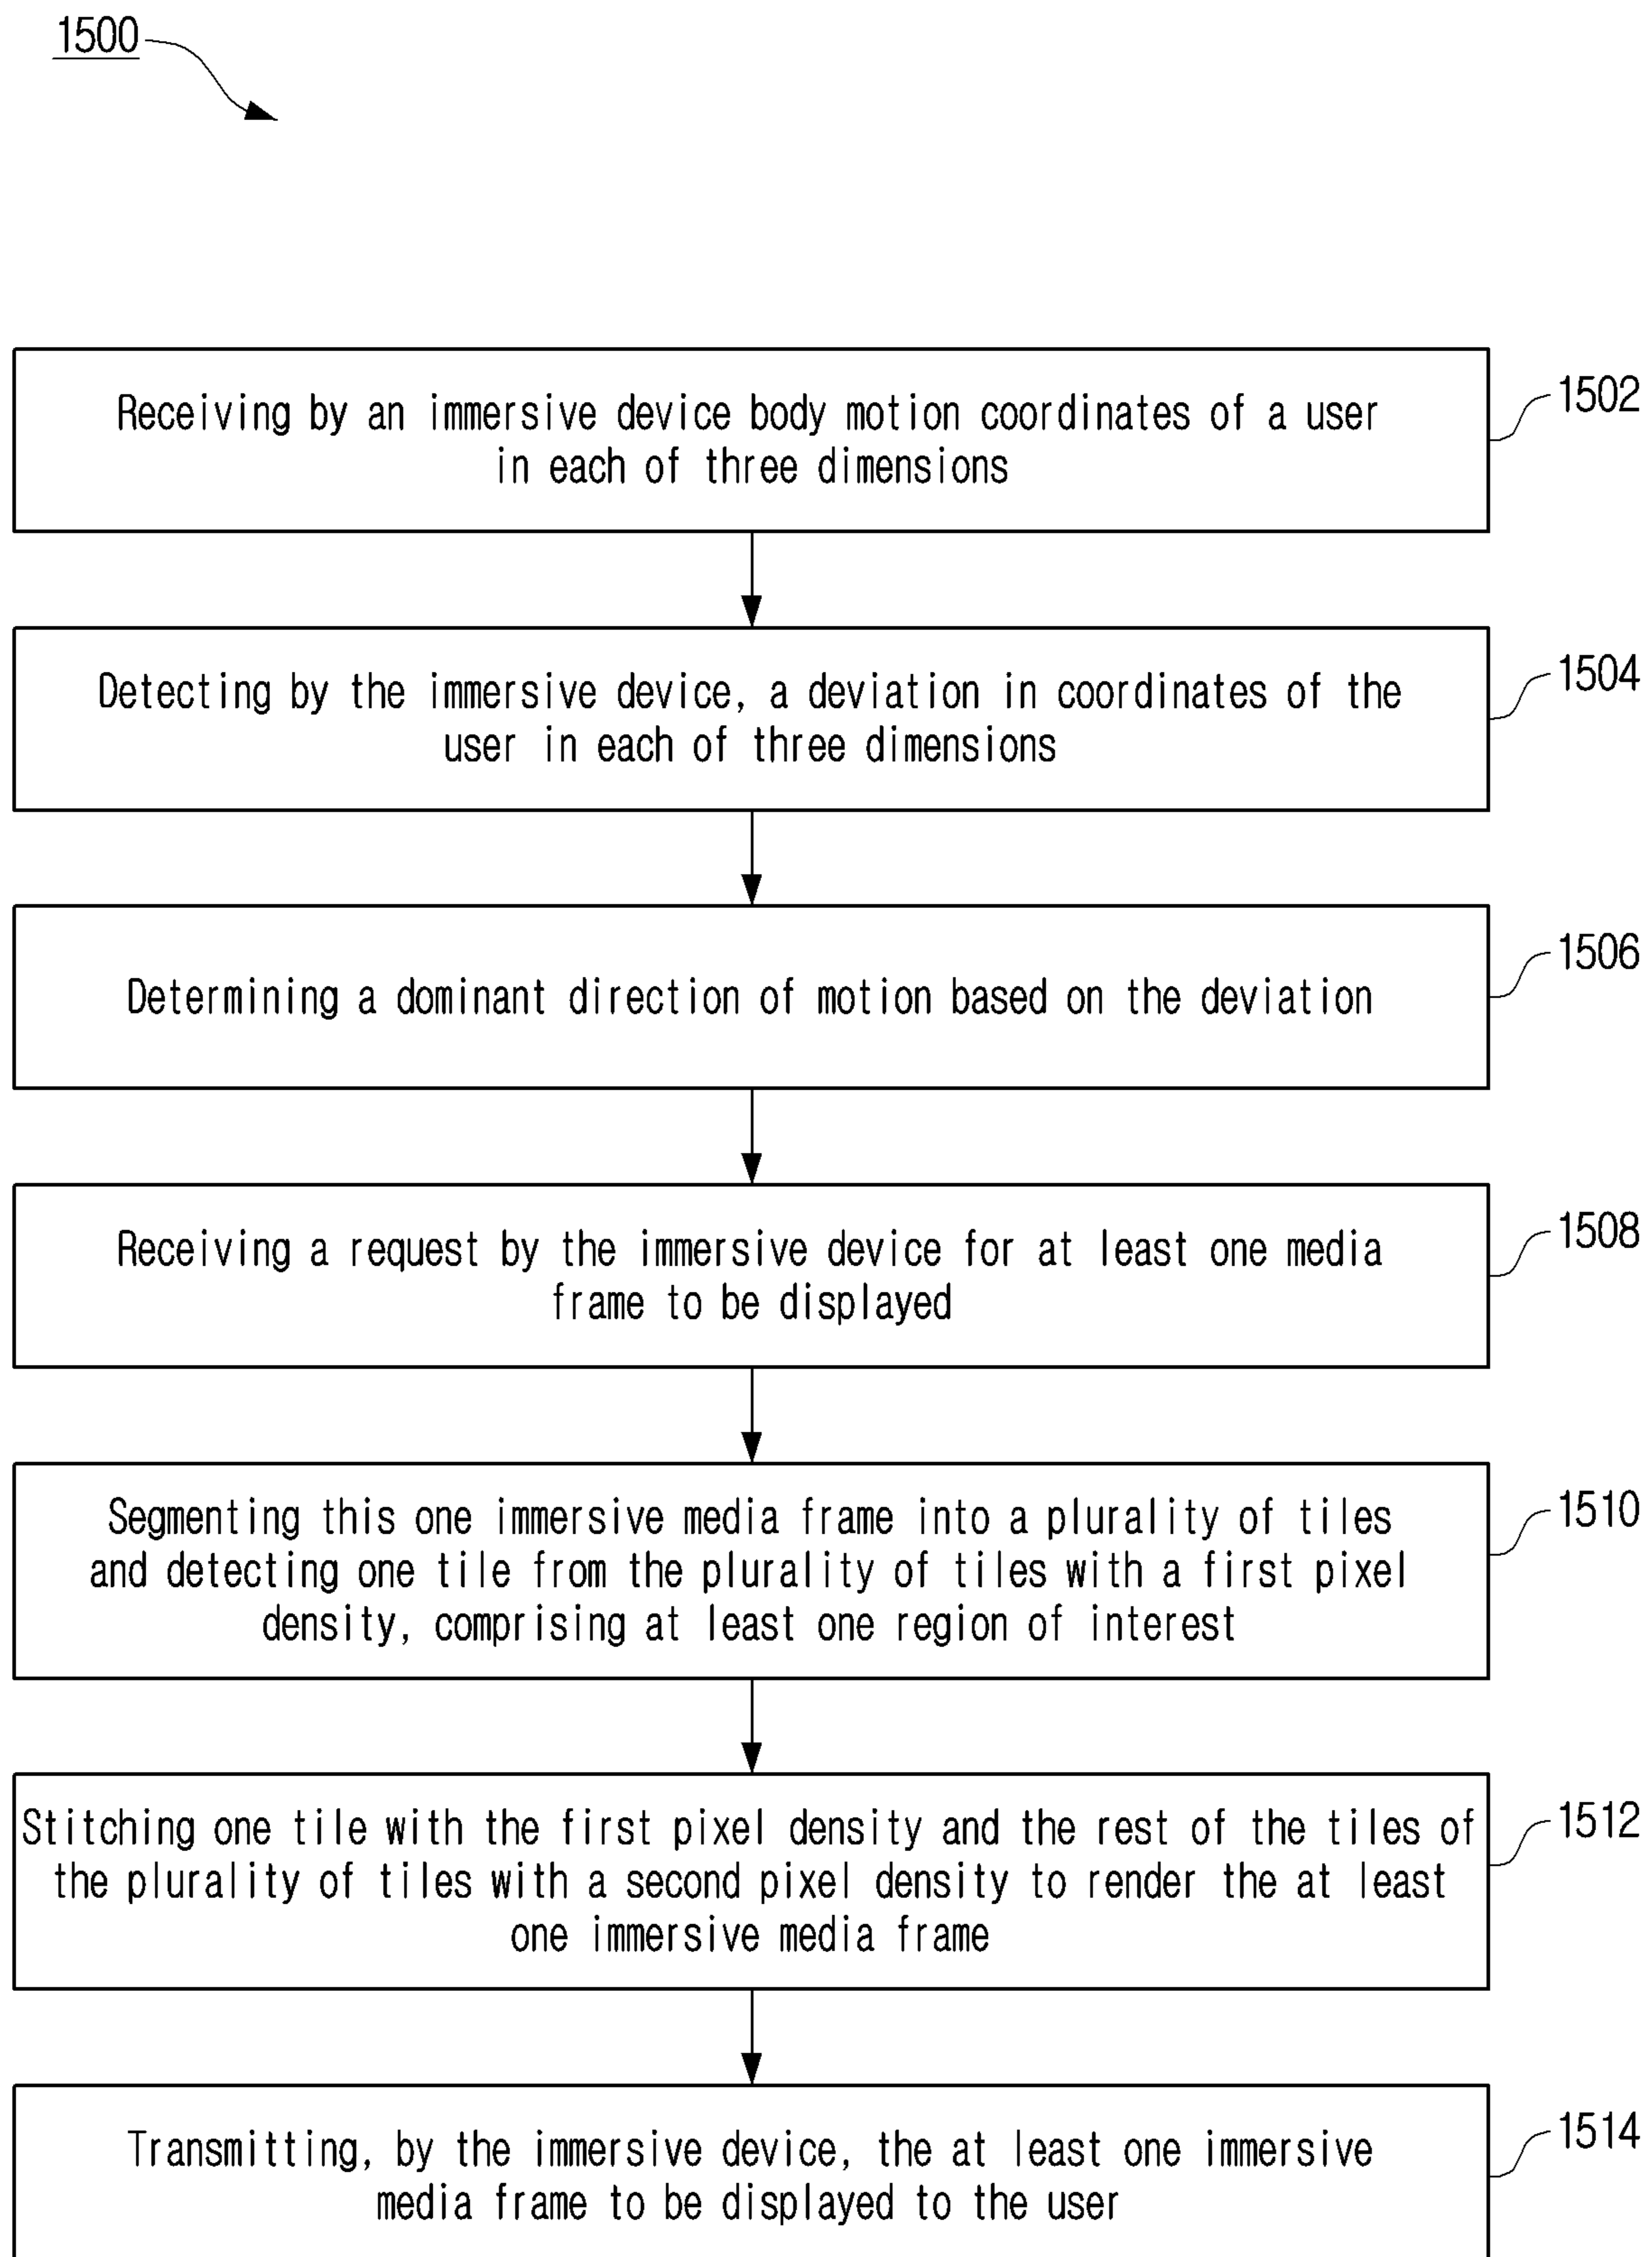 1500
Receiving by an immersive device body motion coordinates of a user
in each of three dimensions
1502
Detecting by the immersive device, a deviation in coordinates of the
user in each of three dimensions
1504
Determining a dominant direction of motion based on the deviation
1506
Receiving a request by the immersive device for at least one media
frame to be displayed
1508
Segmenting this one immersive media frame into a plurality of tiles
and detecting one tile from the plurality of tiles with a first pixel
density, comprising at least one region of interest
1510
Stitching one tile with the first pixel density and the rest of the tiles of
the plurality of tiles with a second pixel density to render the at least
one immersive media frame
1512
Transmitting, by the immersive device, the at least one immersive
media frame to be displayed to the user
1514